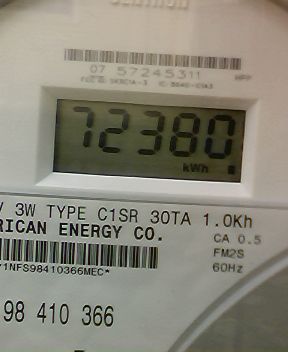 07 57245311
72380
kWh
V 3W TYPE C1SR 30TA 1.0Kh
RICAN ENERGY CO.
CA 0.5
FM2S
60Hz
Y1NFS98410366MEC*
98 410 366